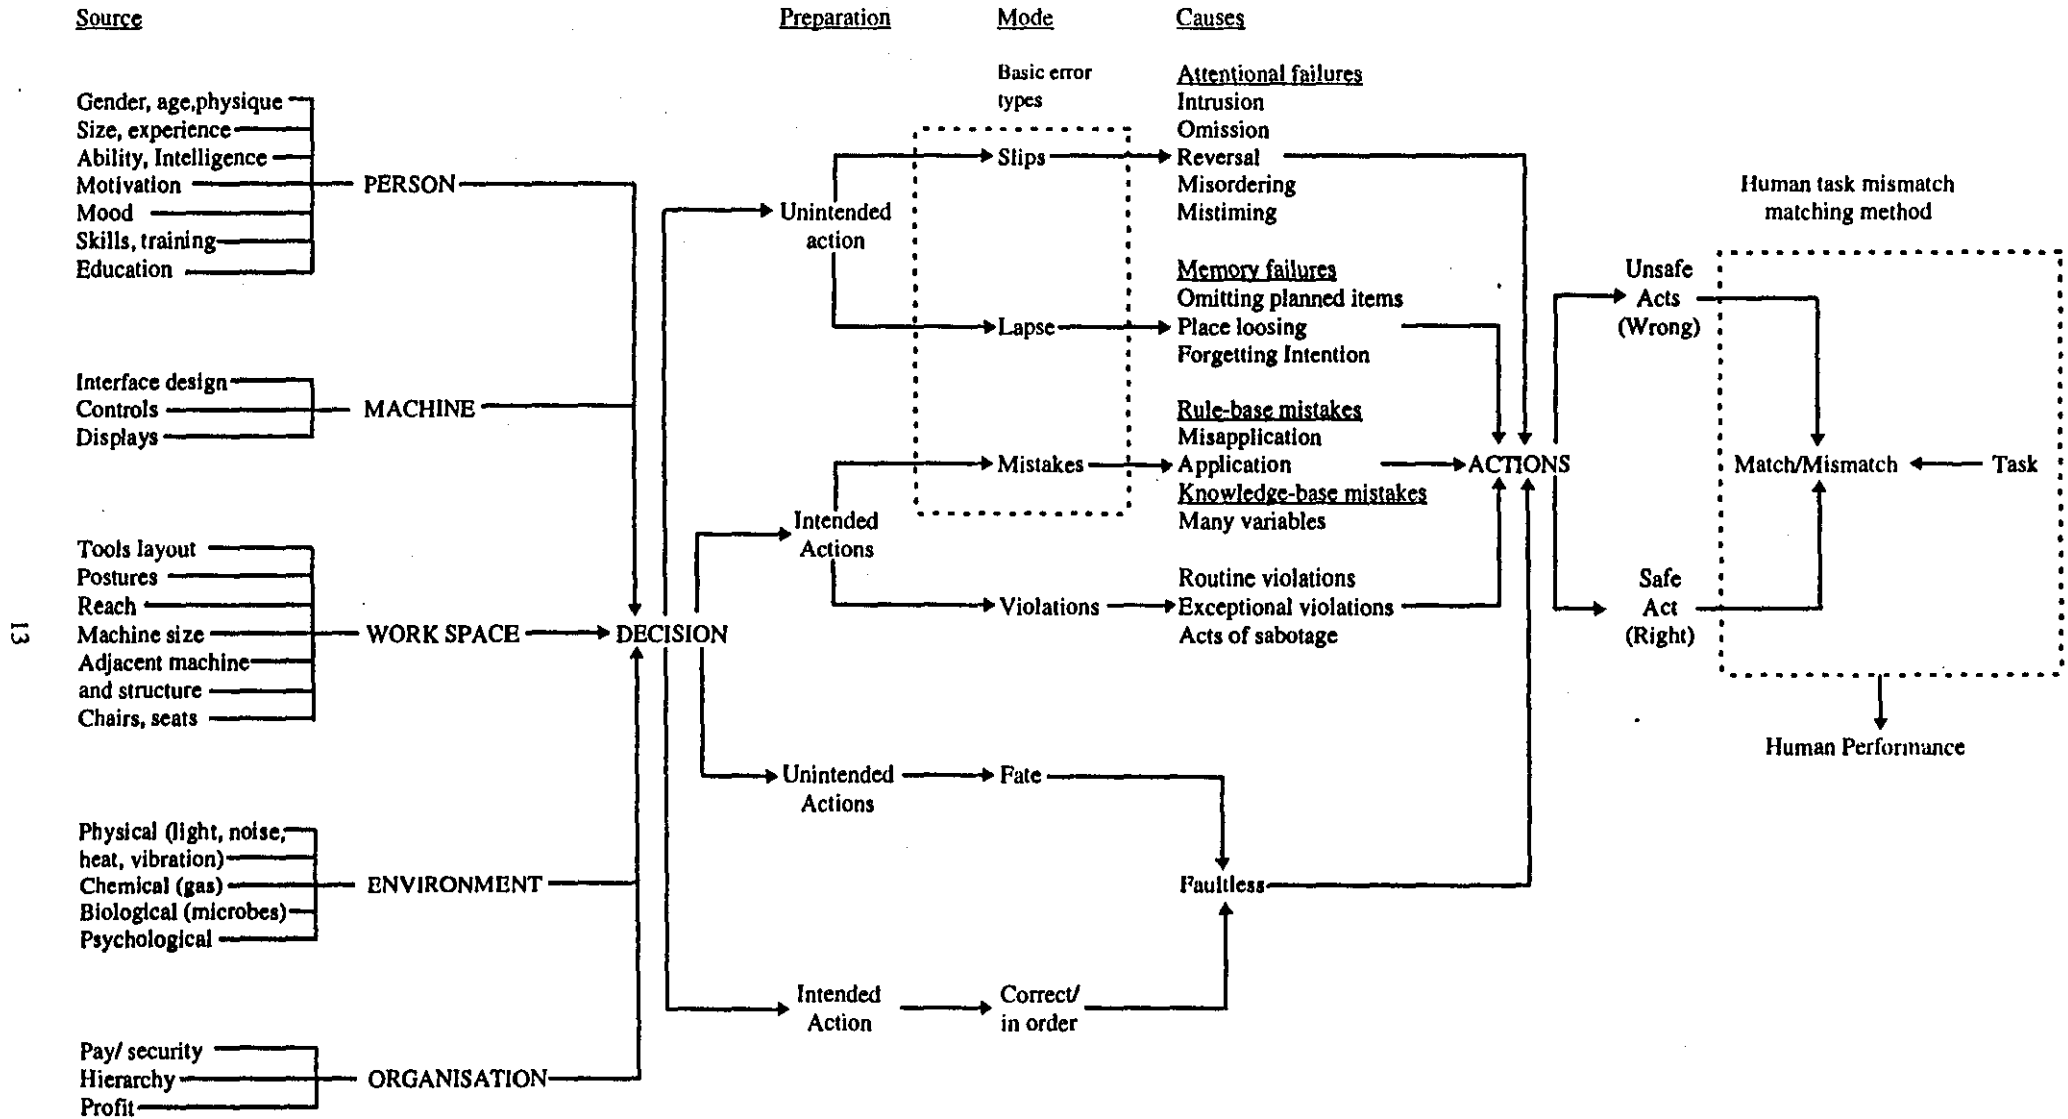 Source
Preparation
Mode
Causes
Basic error
types
Gender, age,physique
Size, experience
Ability, Intelligence
Motivation
Mood
Skills, training
Education
PERSON
Interface design
Controls
Displays
MACHINE
Tools layout
Postures
Reach
Machine size
Adjacent machine
and structure
Chairs, seats
WORK SPACE
Physical (light, noise,
heat, vibration)
Chemical (gas)
Biological (microbes)
Psychological
ENVIRONMENT
Pay/ security
Hierarchy
Profit
ORGANISATION
DECISION
Unintended
action
Intended
Actions
Unintended
Actions
Intended
Action
Slips
Lapse
Mistakes
Violations
Fate
Correct/
in order
Attentional failures
Intrusion
Omission
Reversal
Misordering
Mistiming
Memory failures
Omitting planned items
Place loosing
Forgetting Intention
Rule-base mistakes
Misapplication
Application
Knowledge-base mistakes
Many variables
Routine violations
Exceptional violations
Acts of sabotage
Faultless
ACTIONS
Unsafe
Acts
(Wrong)
Safe
Act
(Right)
Human task mismatch
matching method
Match/Mismatch
Task
Human Performance
13